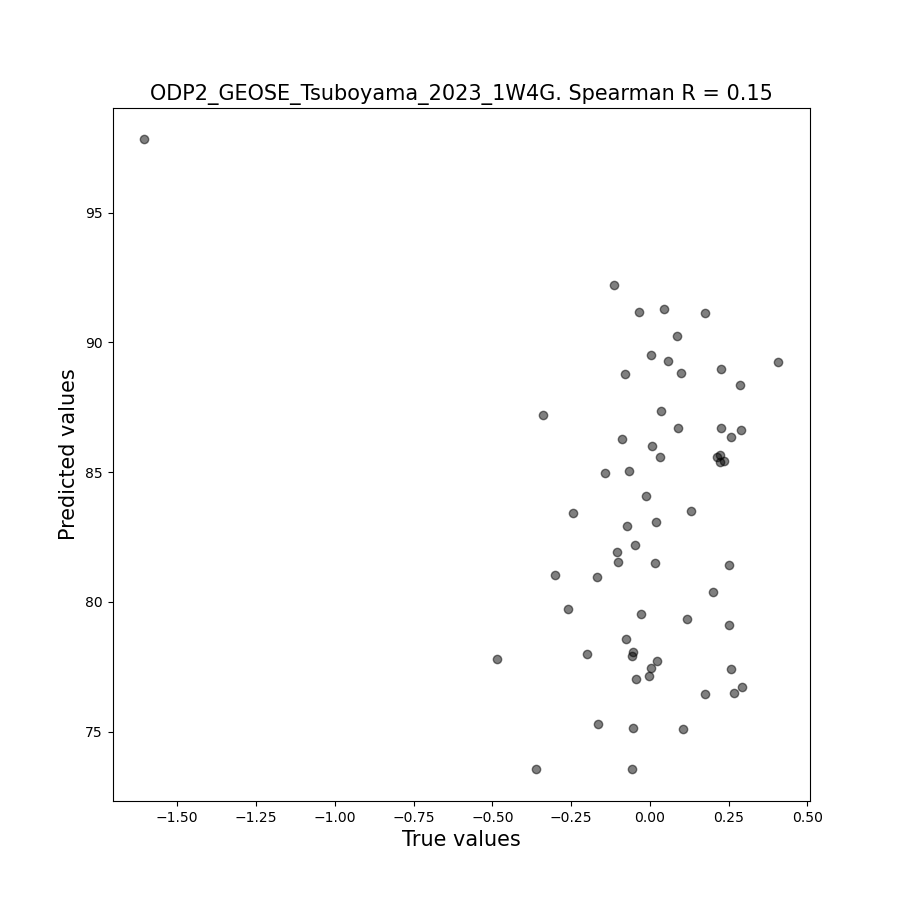 ODP2_GEOSE_Tsuboyama_2023_1W4G. Spearman R = 0.15
Predicted values
95
90
85
80
75
−1.50 −1.25 −1.00 −0.75 −0.50 −0.25 0.00 0.25 0.50
True values